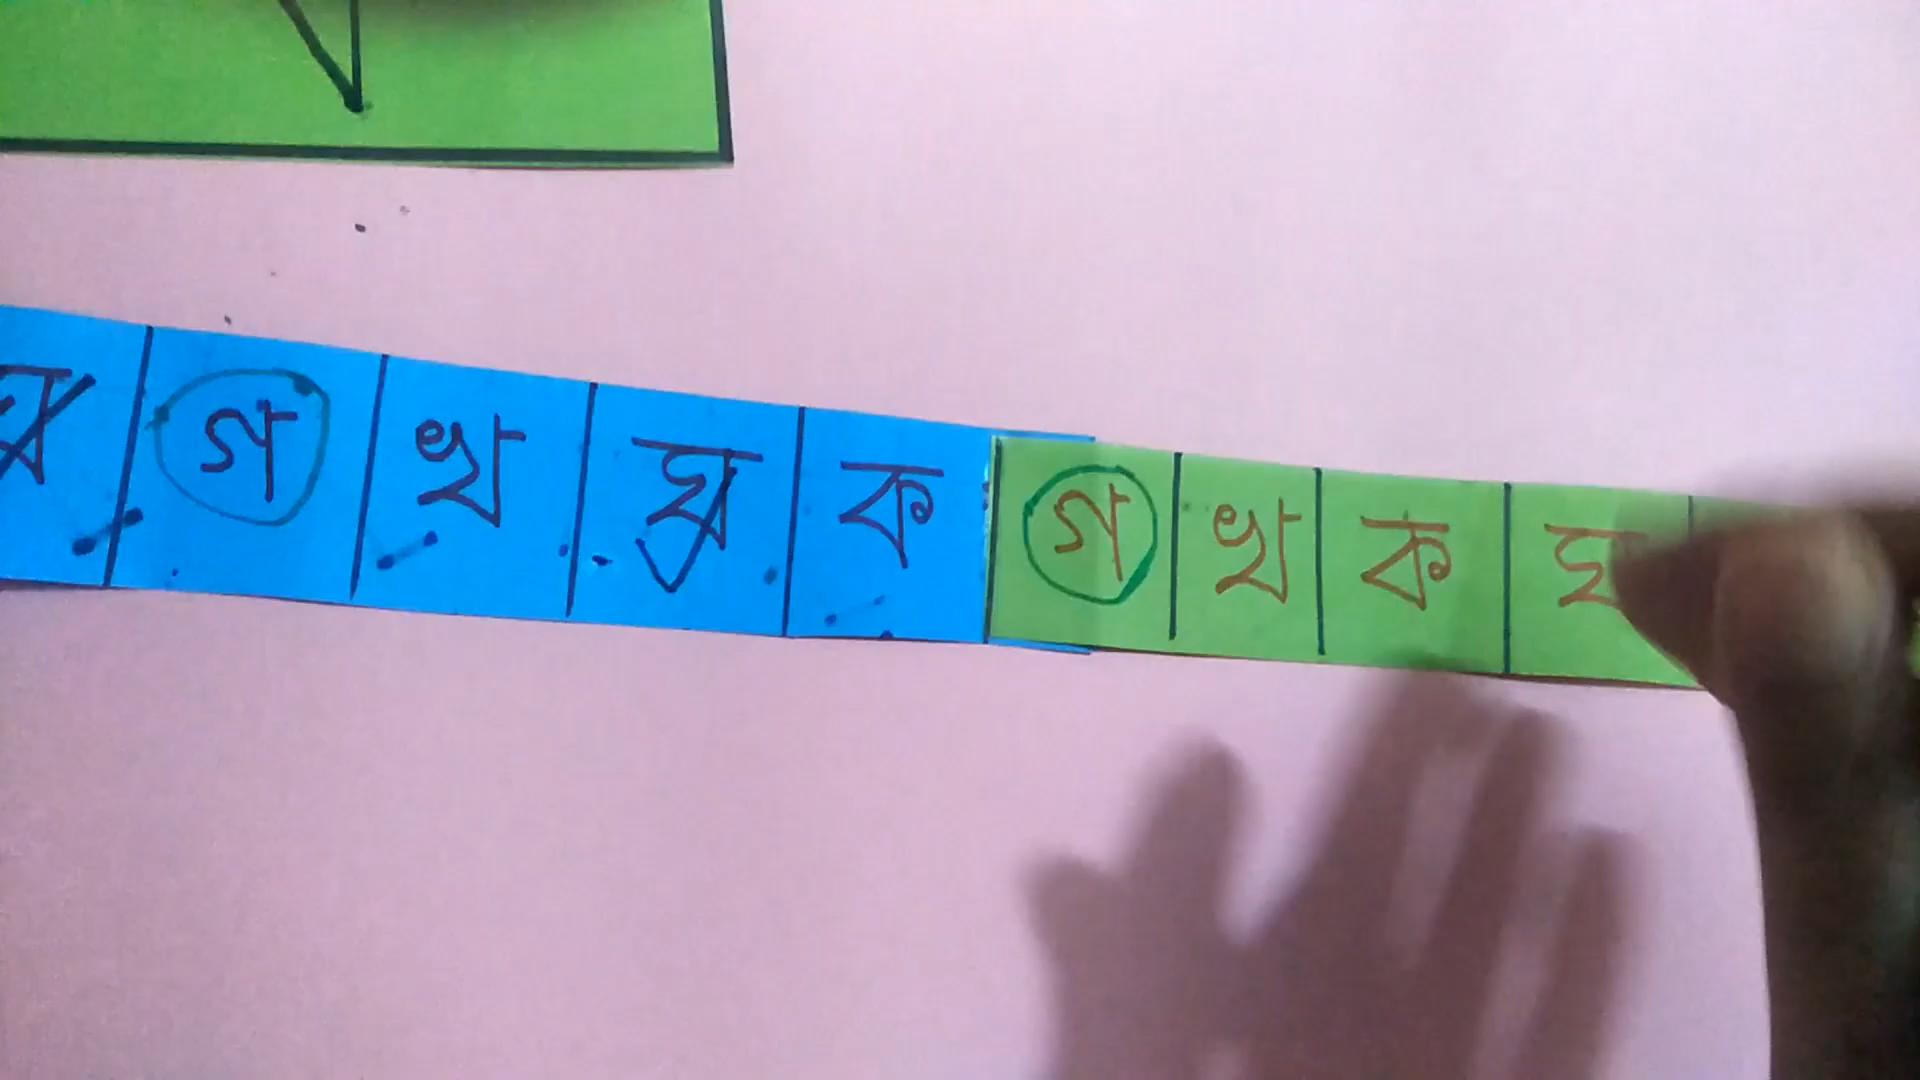 গ খ ঘ ক গ খ ক ঘ